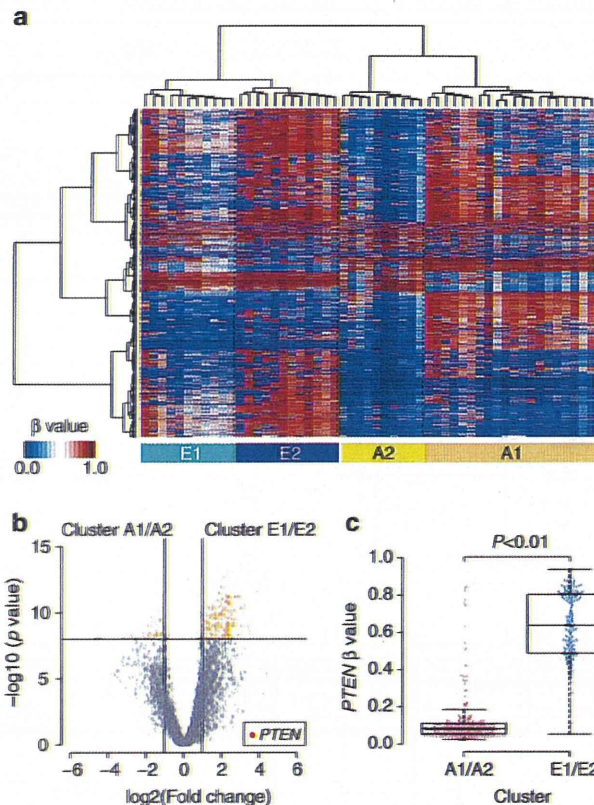 a
β value
0.0 1.0
E1 E2 A2 A1
b
Cluster A1/A2 Cluster E1/E2
15
10
5
0
−log10 (p value)
PTEN
−6 −4 −2 0 2 4 6
log2(Fold change)
c
P<0.01
1.0
0.8
0.6
0.4
0.2
0.0
PTEN β value
A1/A2 E1/E2
Cluster